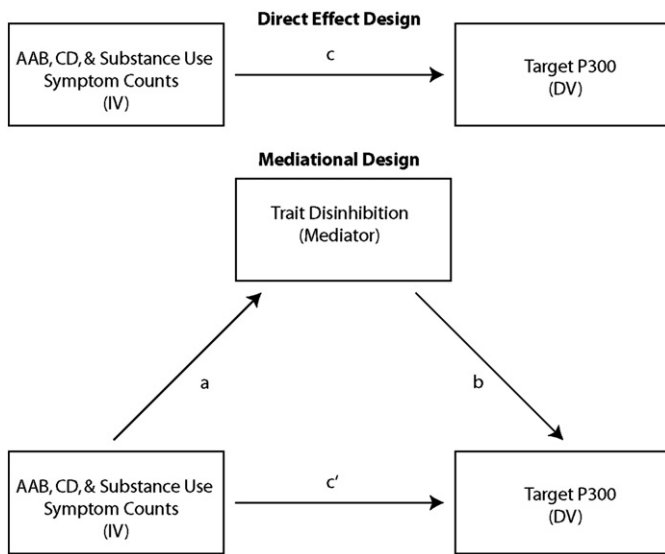 Direct Effect Design
AAB, CD, & Substance Use
Symptom Counts
(IV)
c
Target P300
(DV)
Mediational Design
Trait Disinhibition
(Mediator)
a
b
AAB, CD, & Substance Use
Symptom Counts
(IV)
c'
Target P300
(DV)